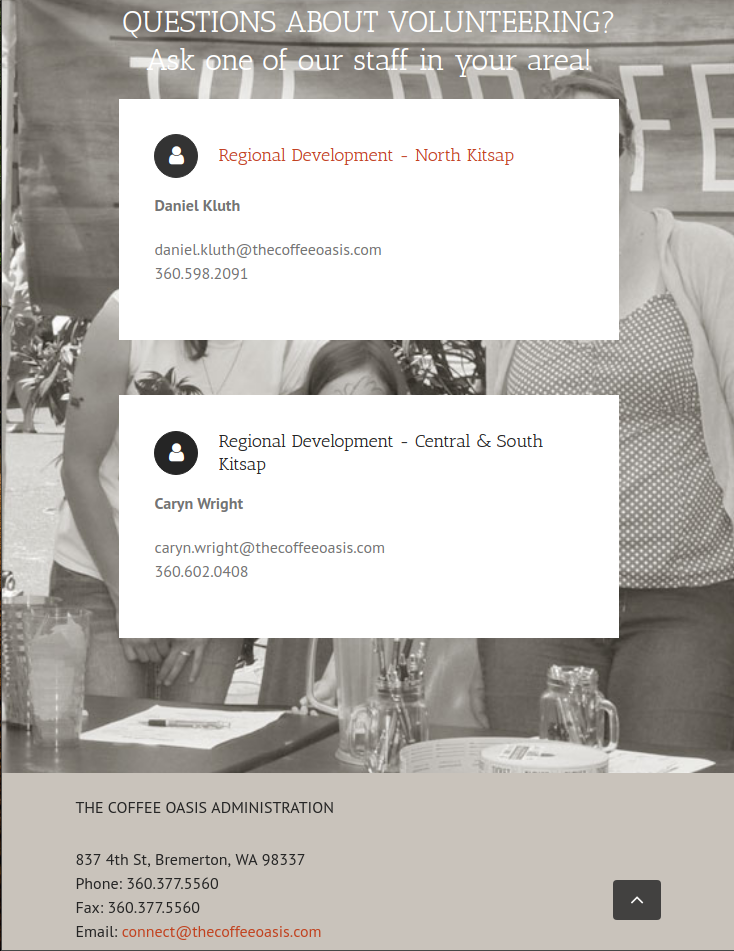 QUESTIONS ABOUT VOLUNTEERING?
Ask one of our staff in your area!
Regional Development - North Kitsap
Daniel Kluth
daniel.kluth@thecoffeeoasis.com
360.598.2091
Regional Development - Central & South
Kitsap
Caryn Wright
caryn.wright@thecoffeeoasis.com
360.602.0408
THE COFFEE OASIS ADMINISTRATION
837 4th St, Bremerton, WA 98337
Phone: 360.377.5560
Fax: 360.377.5560
Email: connect@thecoffeeoasis.com